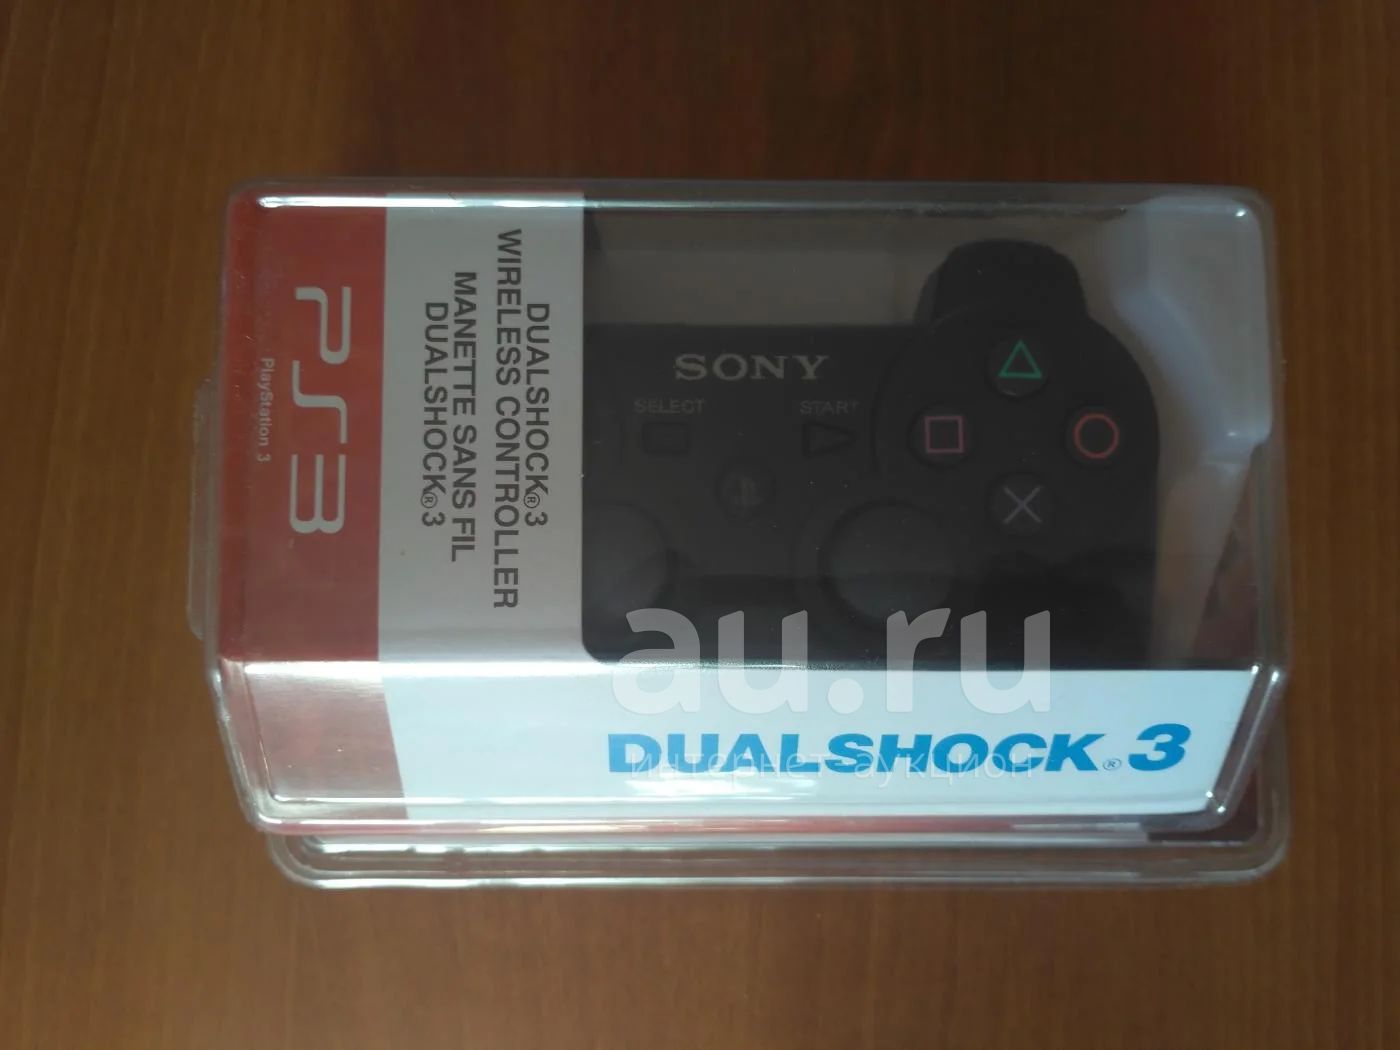 PS3
PlayStation 3
DUALSHOCK®3
WIRELESS CONTROLLER
MANETTE SANS FIL
DUALSHOCK®3
SONY
SELECT
START
au.ru
интернет аукцион
DUALSHOCK®3